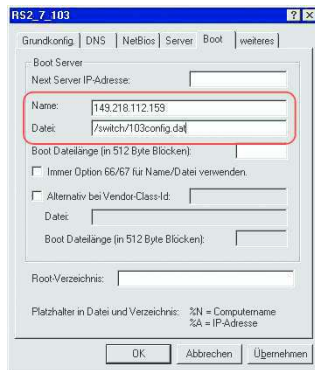 RS2_7_103
Grundkonfig. DNS NetBios Server Boot weiteres
Boot Server
Next Server IP-Adresse:
Name: 149.218.112.159
Datei: /switch/103config.dat
Boot Dateilänge (in 512 Byte Blöcken):
Immer Option 66/67 für Name/Datei verwenden.
Alternativ bei Vendor-Class-Id:
Datei:
Boot Dateilänge (in 512 Byte Blöcken):
Root-Verzeichnis:
Platzhalter in Datei und Verzeichnis: %N = Computername
%A = IP-Adresse
OK Abbrechen Übernehmen